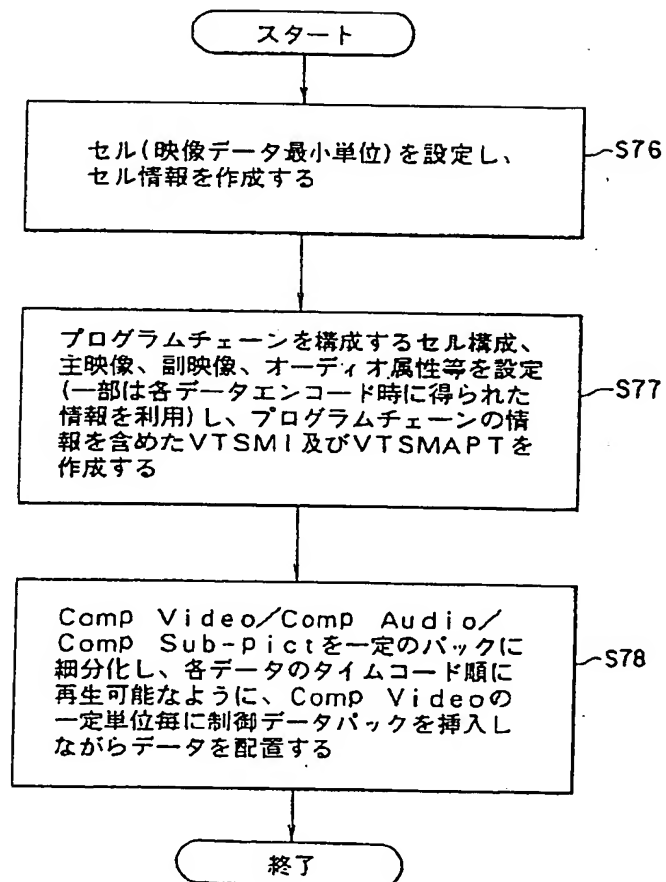 スタート
セル(映像データ最小単位)を設定し、
セル情報を作成する
S76
プログラムチェーンを構成するセル構成、
主映像、副映像、オーディオ属性等を設定
(一部は各データエンコード時に得られた
情報を利用)し、プログラムチェーンの情
報を含めたVTSMI及びVTSMAPTを
作成する
S77
Comp Video/Comp Audio/
Comp Sub-pictを一定のパックに
細分化し、各データのタイムコード順に
再生可能なように、Comp Videoの
一定単位毎に制御データパックを挿入し
ながらデータを配置する
S78
終了